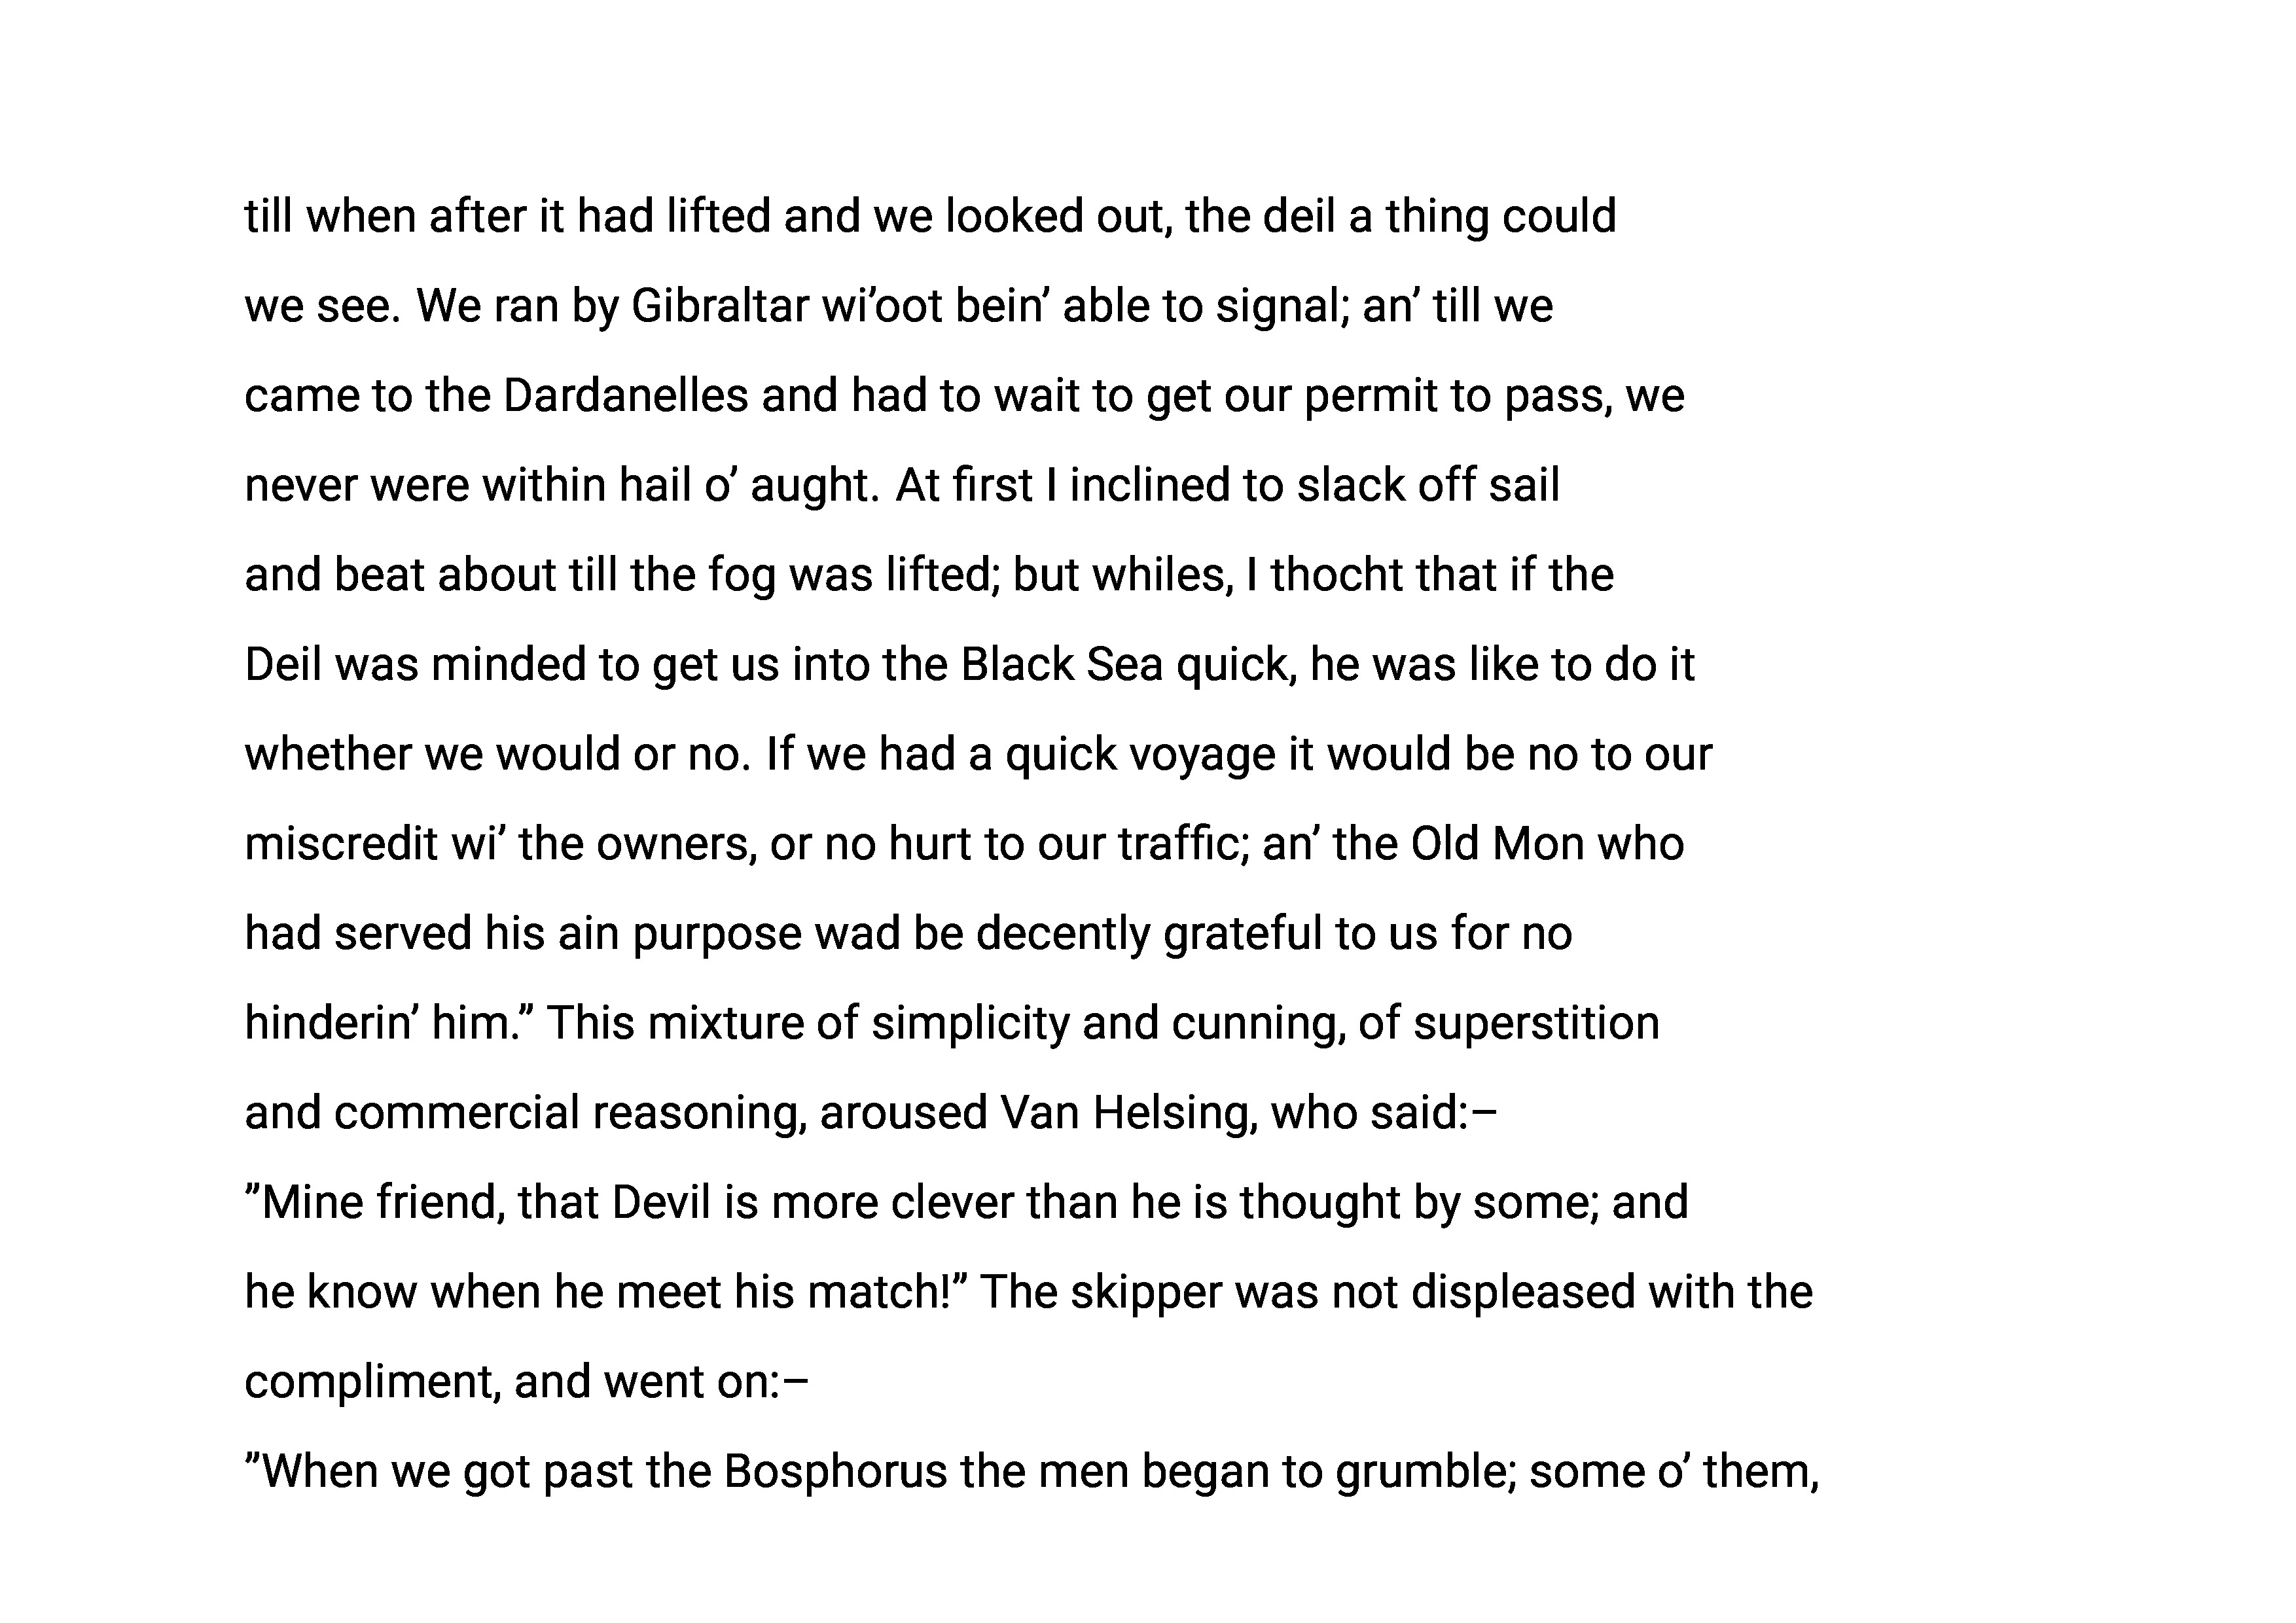 till when after it had lifted and we looked out, the deil a thing could
we see. We ran by Gibraltar wi’oot bein’ able to signal; an’ till we
came to the Dardanelles and had to wait to get our permit to pass, we
never were within hail o’ aught. At first I inclined to slack off sail
and beat about till the fog was lifted; but whiles, I thocht that if the
Deil was minded to get us into the Black Sea quick, he was like to do it
whether we would or no. If we had a quick voyage it would be no to our
miscredit wi’ the owners, or no hurt to our traffic; an’ the Old Mon who
had served his ain purpose wad be decently grateful to us for no
hinderin’ him.” This mixture of simplicity and cunning, of superstition
and commercial reasoning, aroused Van Helsing, who said:–
”Mine friend, that Devil is more clever than he is thought by some; and
he know when he meet his match!” The skipper was not displeased with the
compliment, and went on:–
”When we got past the Bosphorus the men began to grumble; some o’ them,